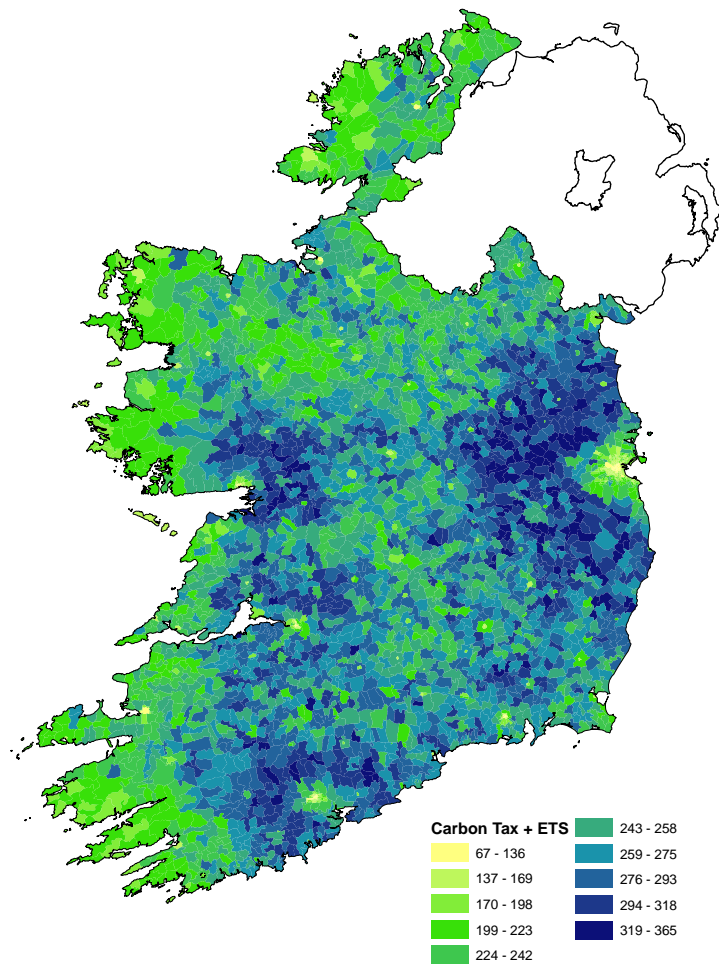 Carbon Tax + ETS
67 - 136
137 - 169
170 - 198
199 - 223
224 - 242
243 - 258
259 - 275
276 - 293
294 - 318
319 - 365